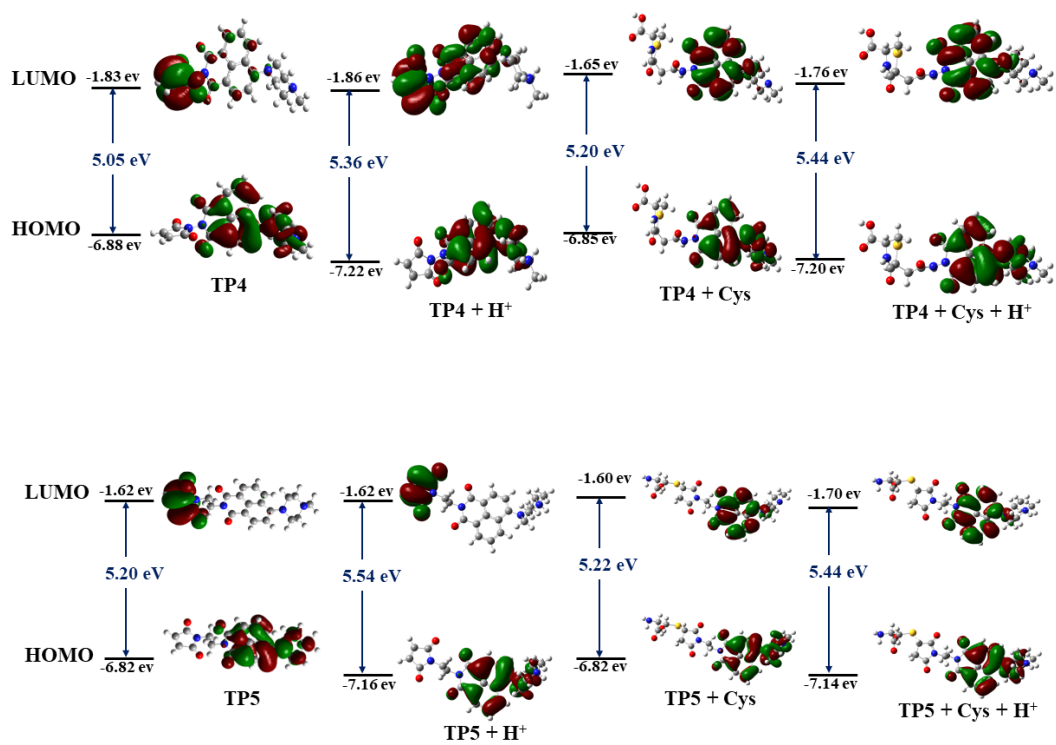 LUMO
-1.83 ev
-1.86 ev
-1.65 ev
-1.76 ev
5.05 eV
5.36 eV
5.20 eV
5.44 eV
HOMO
-6.88 ev
-7.22 ev
-6.85 ev
-7.20 ev
TP4
TP4 + H⁺
TP4 + Cys
TP4 + Cys + H⁺
LUMO
-1.62 ev
-1.62 ev
-1.60 ev
-1.70 ev
5.20 eV
5.54 eV
5.22 eV
5.44 eV
HOMO
-6.82 ev
-7.16 ev
-6.82 ev
-7.14 ev
TP5
TP5 + H⁺
TP5 + Cys
TP5 + Cys + H⁺